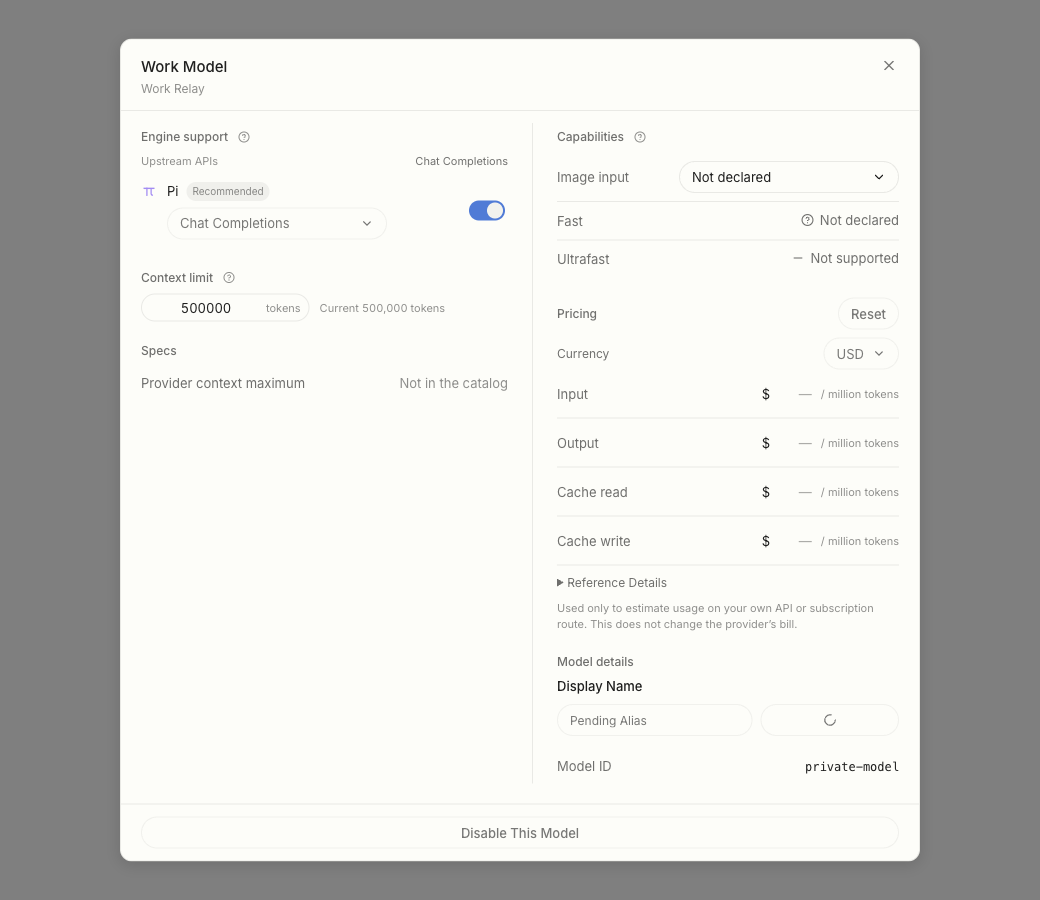 Work Model
Work Relay
Engine support
Upstream APIs
Chat Completions
Pi
Recommended
Chat Completions
Context limit
500000 tokens
Current 500,000 tokens
Specs
Provider context maximum
Not in the catalog
Capabilities
Image input
Not declared
Fast
Not declared
Ultrafast
Not supported
Pricing
Reset
Currency
USD
Input
$ — / million tokens
Output
$ — / million tokens
Cache read
$ — / million tokens
Cache write
$ — / million tokens
Reference Details
Used only to estimate usage on your own API or subscription
route. This does not change the provider’s bill.
Model details
Display Name
Pending Alias
Model ID
private-model
Disable This Model